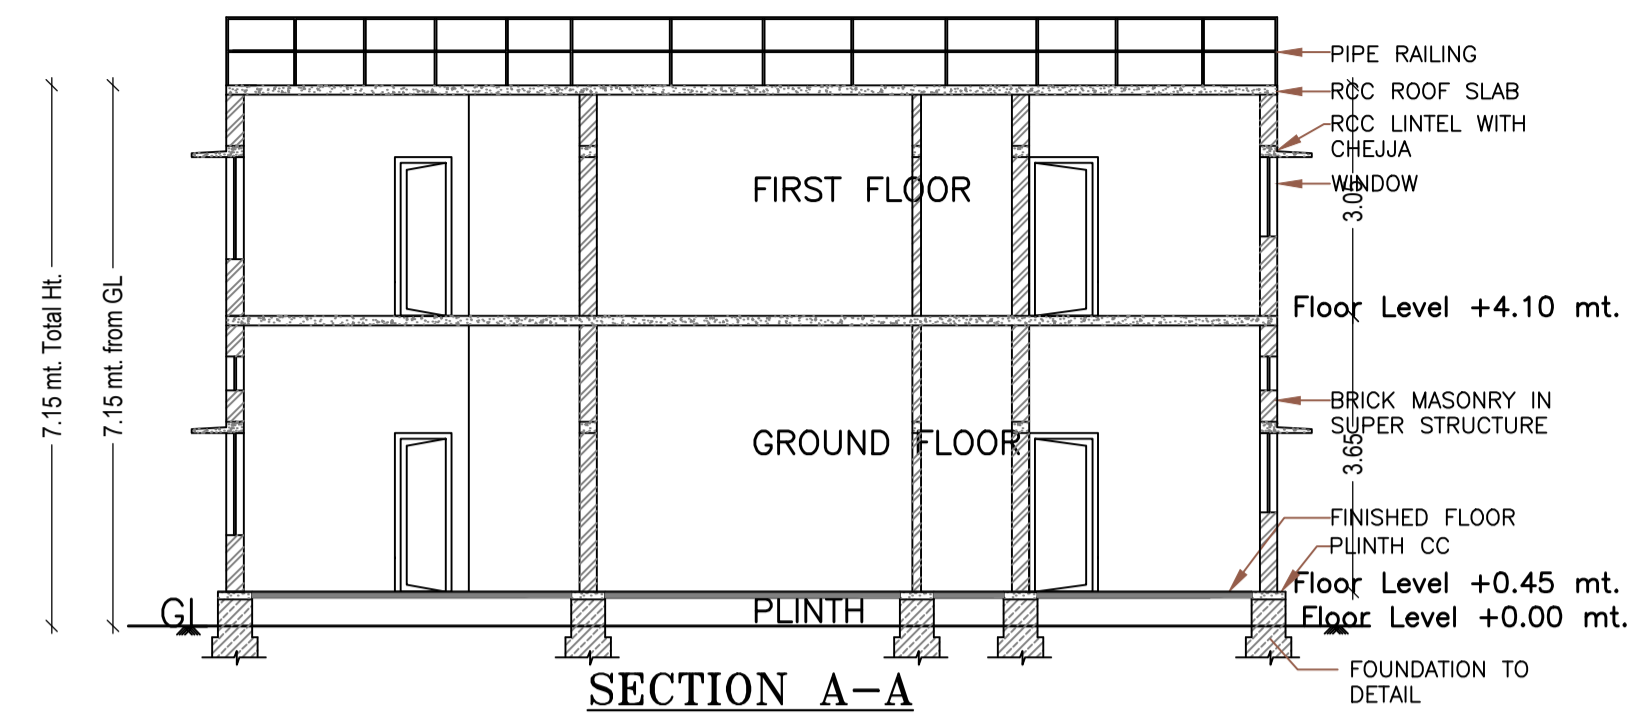 PIPE RAILING
RCC ROOF SLAB
RCC LINTEL WITH
CHEJJA
WINDOW
3.05
FIRST FLOOR
7.15 mt. Total Ht.
7.15 mt. from GL
Floor Level +4.10 mt.
BRICK MASONRY IN
SUPER STRUCTURE
3.65
GROUND FLOOR
FINISHED FLOOR
PLINTH CC
Floor Level +0.45 mt.
GL
PLINTH
Floor Level +0.00 mt.
FOUNDATION TO
DETAIL
SECTION A-A